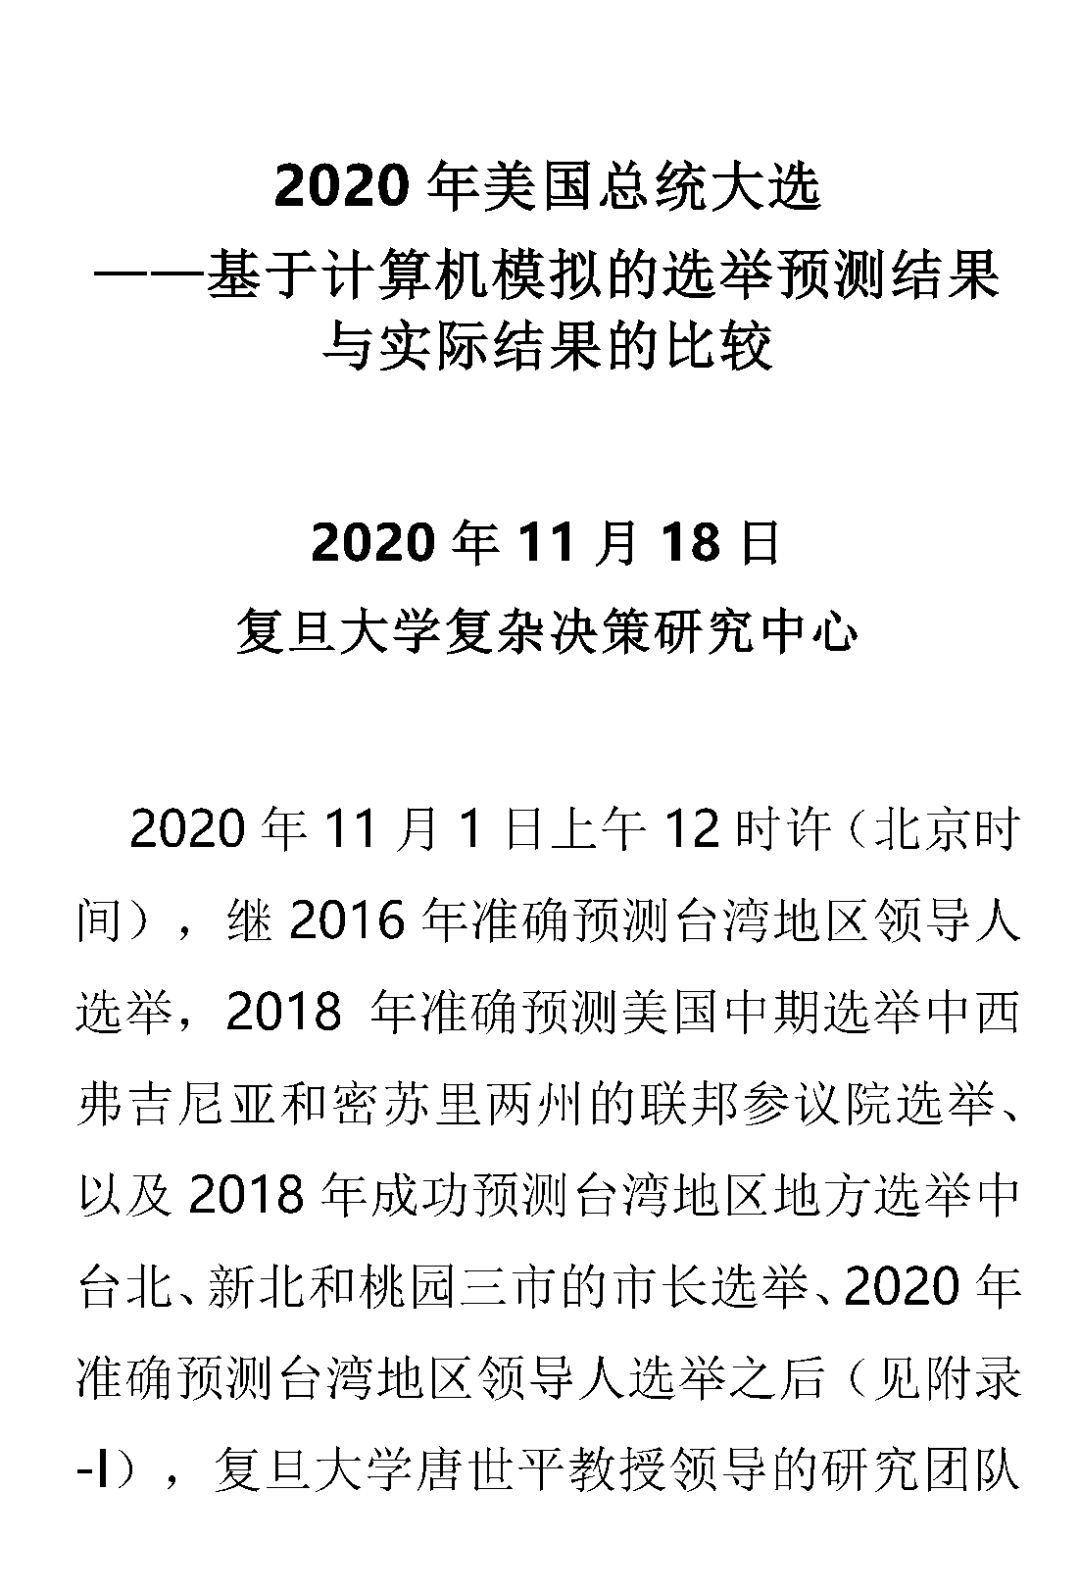 2020 年美国总统大选
——基于计算机模拟的选举预测结果
与实际结果的比较
2020 年 11 月 18 日
复旦大学复杂决策研究中心
2020 年 11 月 1 日上午 12 时许（北京时
间），继 2016 年准确预测台湾地区领导人
选举，2018 年准确预测美国中期选举中西
弗吉尼亚和密苏里两州的联邦参议院选举、
以及 2018 年成功预测台湾地区地方选举中
台北、新北和桃园三市的市长选举、2020 年
准确预测台湾地区领导人选举之后（见附录
-I），复旦大学唐世平教授领导的研究团队